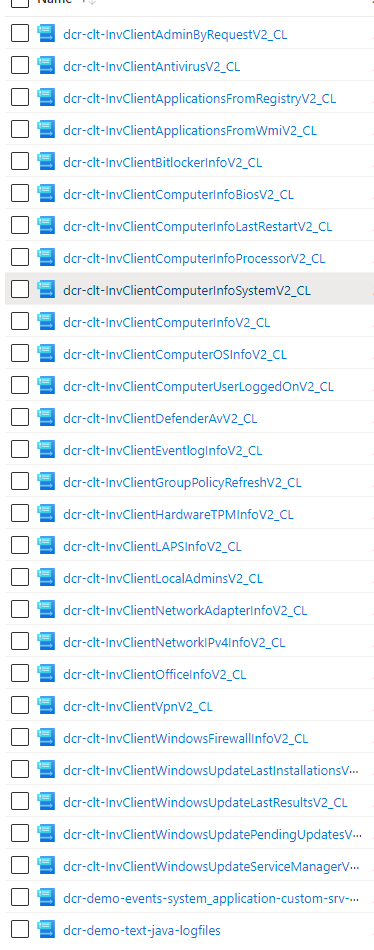 Name ↑↓
dcr-clt-InvClientAdminByRequestV2_CL
dcr-clt-InvClientAntivirusV2_CL
dcr-clt-InvClientApplicationsFromRegistryV2_CL
dcr-clt-InvClientApplicationsFromWmiV2_CL
dcr-clt-InvClientBitlockerInfoV2_CL
dcr-clt-InvClientComputerInfoBiosV2_CL
dcr-clt-InvClientComputerInfoLastRestartV2_CL
dcr-clt-InvClientComputerInfoProcessorV2_CL
dcr-clt-InvClientComputerInfoSystemV2_CL
dcr-clt-InvClientComputerInfoV2_CL
dcr-clt-InvClientComputerOSInfoV2_CL
dcr-clt-InvClientComputerUserLoggedOnV2_CL
dcr-clt-InvClientDefenderAvV2_CL
dcr-clt-InvClientEventlogInfoV2_CL
dcr-clt-InvClientGroupPolicyRefreshV2_CL
dcr-clt-InvClientHardwareTPMInfoV2_CL
dcr-clt-InvClientLAPSInfoV2_CL
dcr-clt-InvClientLocalAdminsV2_CL
dcr-clt-InvClientNetworkAdapterInfoV2_CL
dcr-clt-InvClientNetworkIPv4InfoV2_CL
dcr-clt-InvClientOfficeInfoV2_CL
dcr-clt-InvClientVpnV2_CL
dcr-clt-InvClientWindowsFirewallInfoV2_CL
dcr-clt-InvClientWindowsUpdateLastInstallationsV···
dcr-clt-InvClientWindowsUpdateLastResultsV2_CL
dcr-clt-InvClientWindowsUpdatePendingUpdatesV···
dcr-clt-InvClientWindowsUpdateServiceManagerV···
dcr-demo-events-system_application-custom-srv-···
dcr-demo-text-java-logfiles